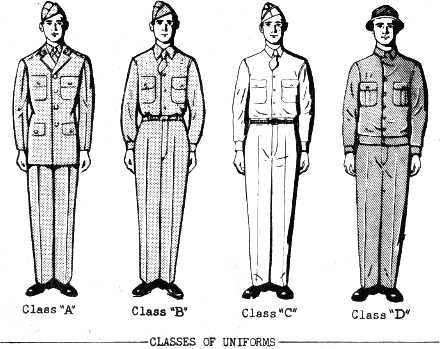 Class "A"
Class "B"
Class "C"
Class "D"
CLASSES OF UNIFORMS